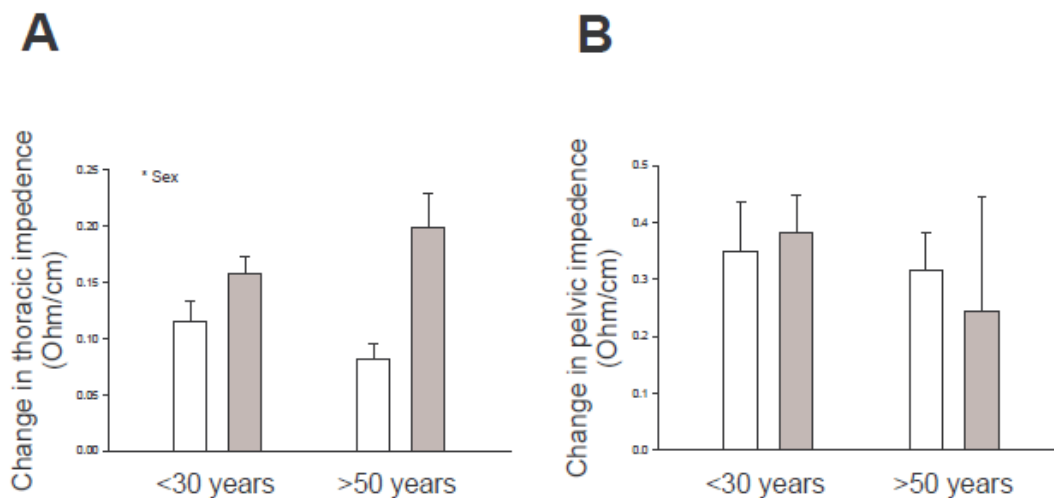 A
B
Change in thoracic impedence
(Ohm/cm)
0.25
0.20
0.15
0.10
0.05
0.00
* Sex
<30 years
>50 years
Change in pelvic impedence
(Ohm/cm)
0.5
0.4
0.3
0.2
0.1
0.0
<30 years
>50 years